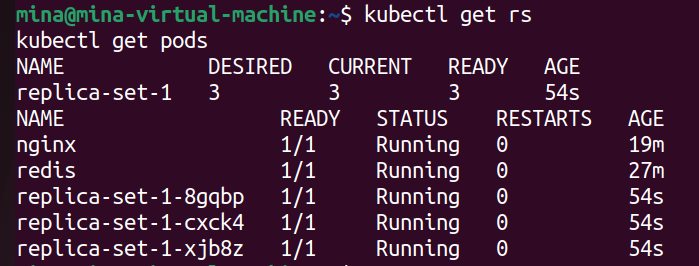 mina@mina-virtual-machine:~$ kubectl get rs
kubectl get pods
NAME DESIRED CURRENT READY AGE
replica-set-1 3 3 3 54s
NAME READY STATUS RESTARTS AGE
nginx 1/1 Running 0 19m
redis 1/1 Running 0 27m
replica-set-1-8gqbp 1/1 Running 0 54s
replica-set-1-cxck4 1/1 Running 0 54s
replica-set-1-xjb8z 1/1 Running 0 54s